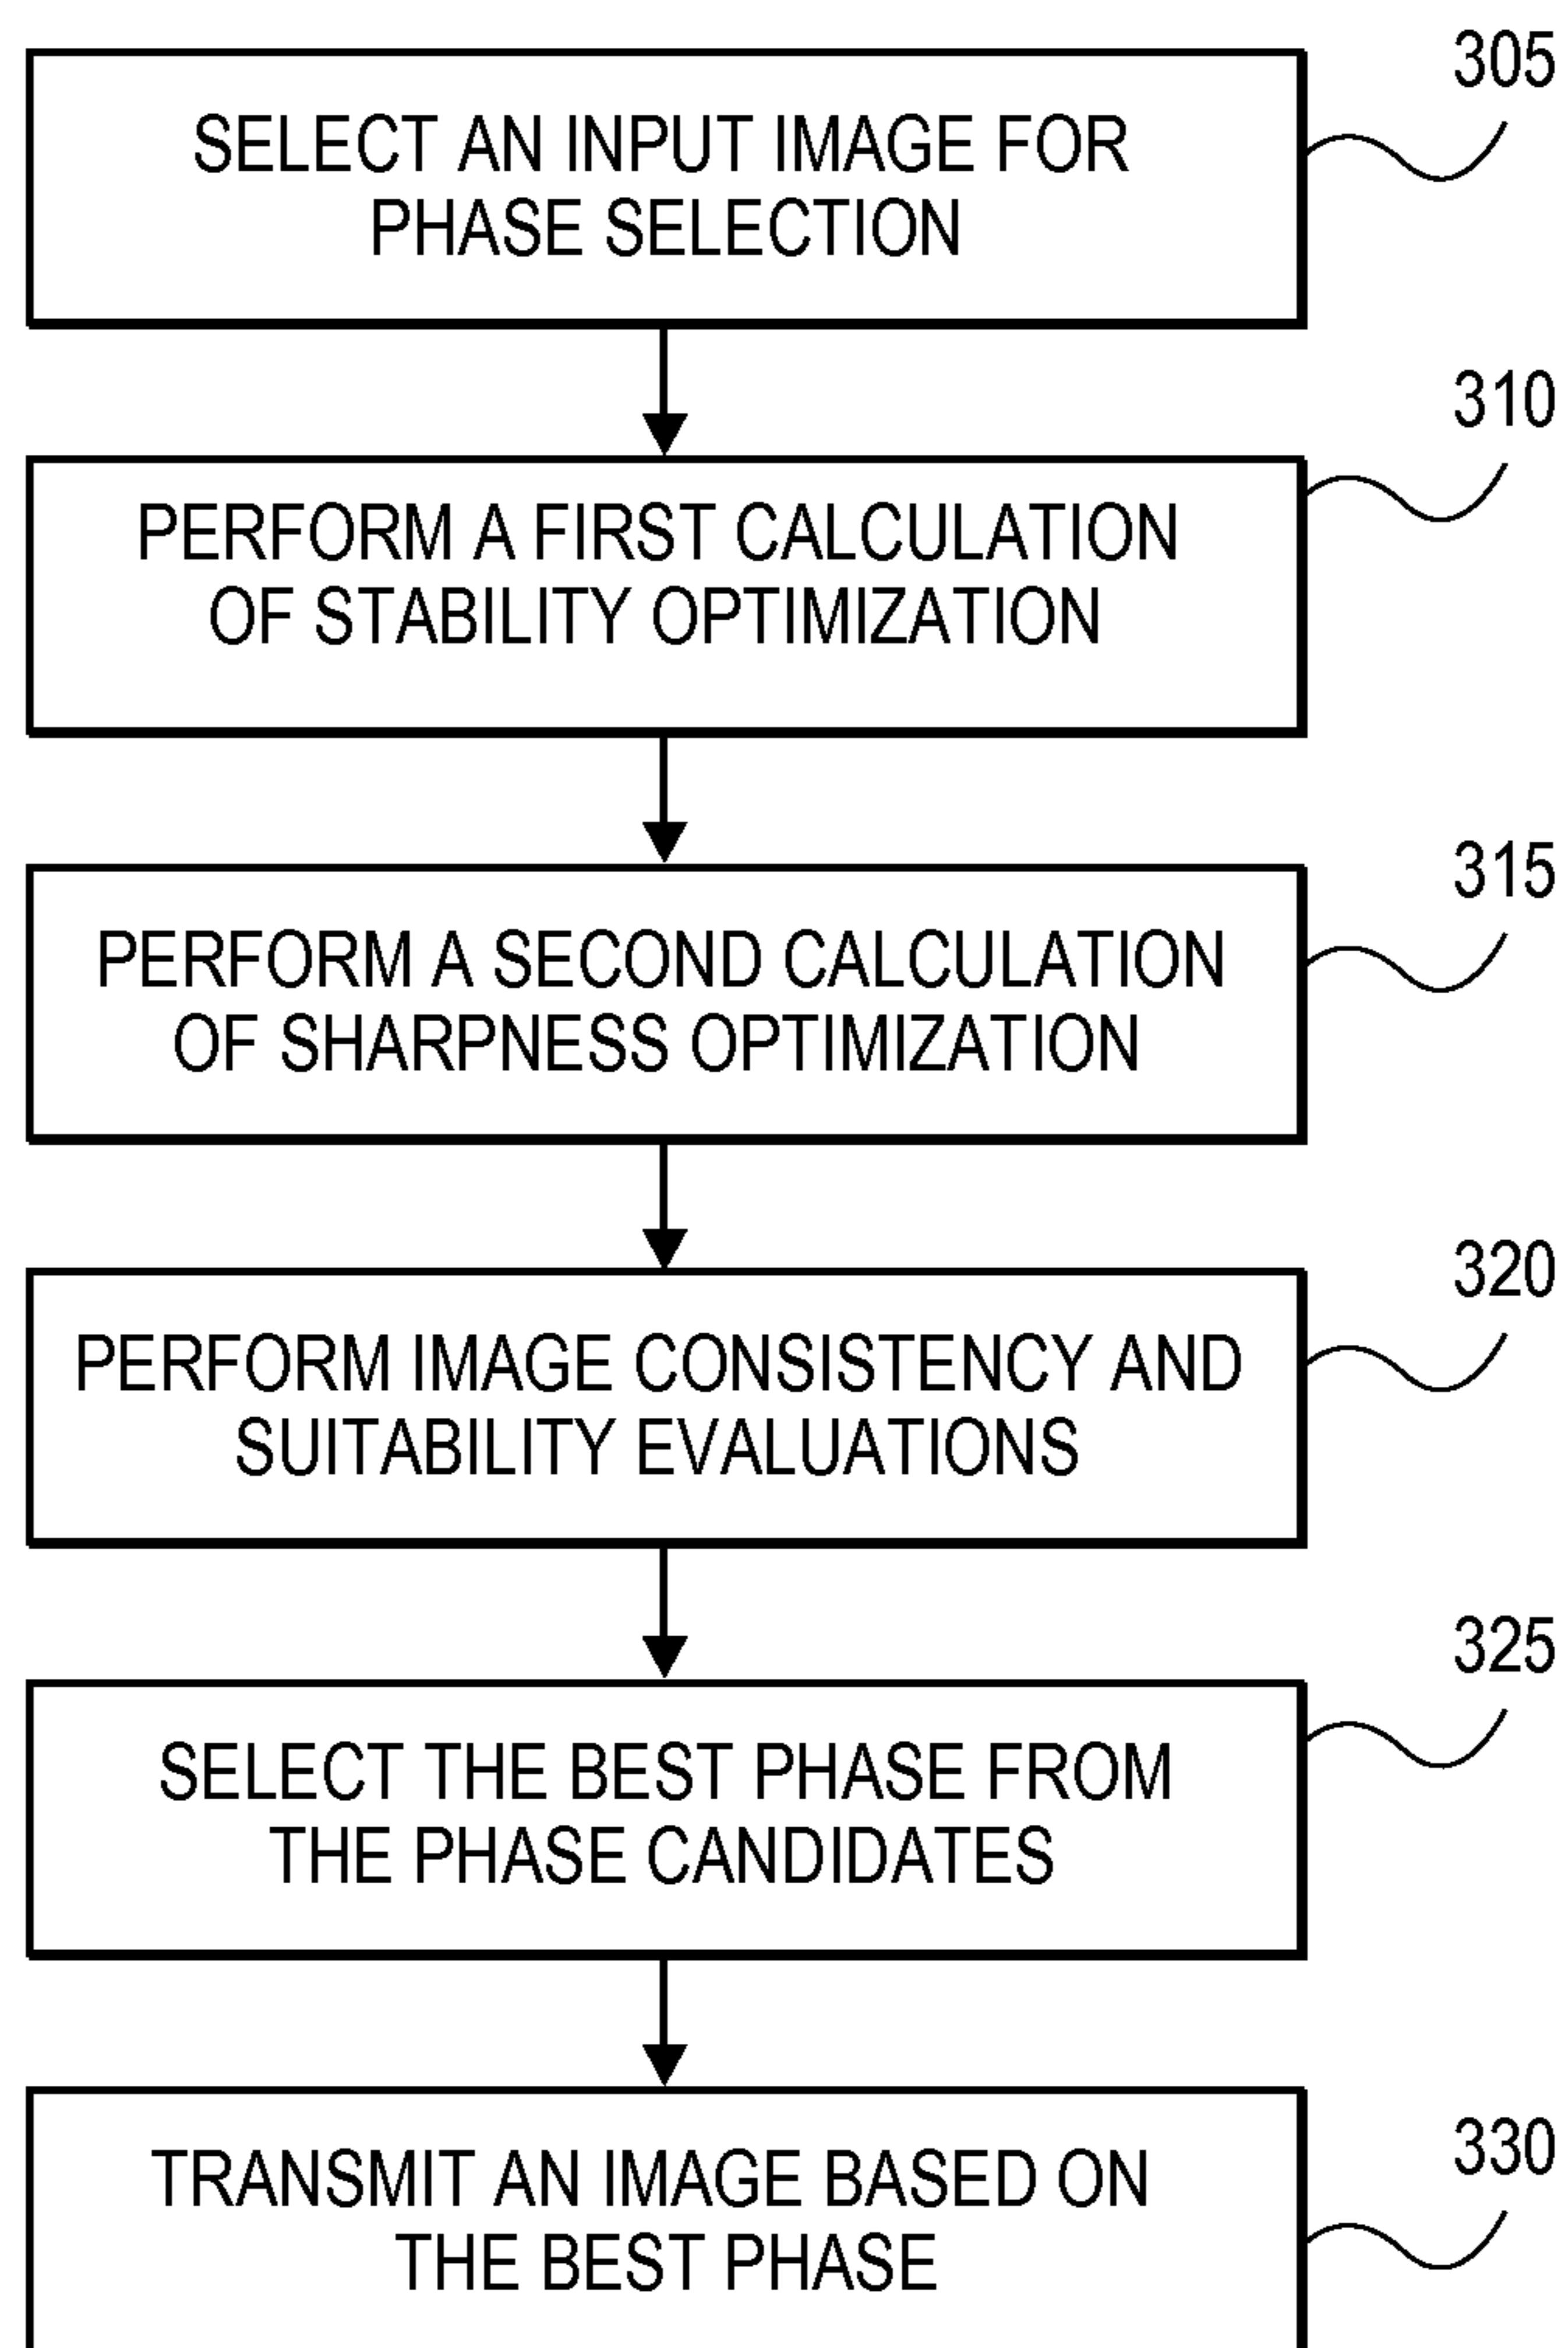 305
SELECT AN INPUT IMAGE FOR
PHASE SELECTION
310
PERFORM A FIRST CALCULATION
OF STABILITY OPTIMIZATION
315
PERFORM A SECOND CALCULATION
OF SHARPNESS OPTIMIZATION
320
PERFORM IMAGE CONSISTENCY AND
SUITABILITY EVALUATIONS
325
SELECT THE BEST PHASE FROM
THE PHASE CANDIDATES
330
TRANSMIT AN IMAGE BASED ON
THE BEST PHASE